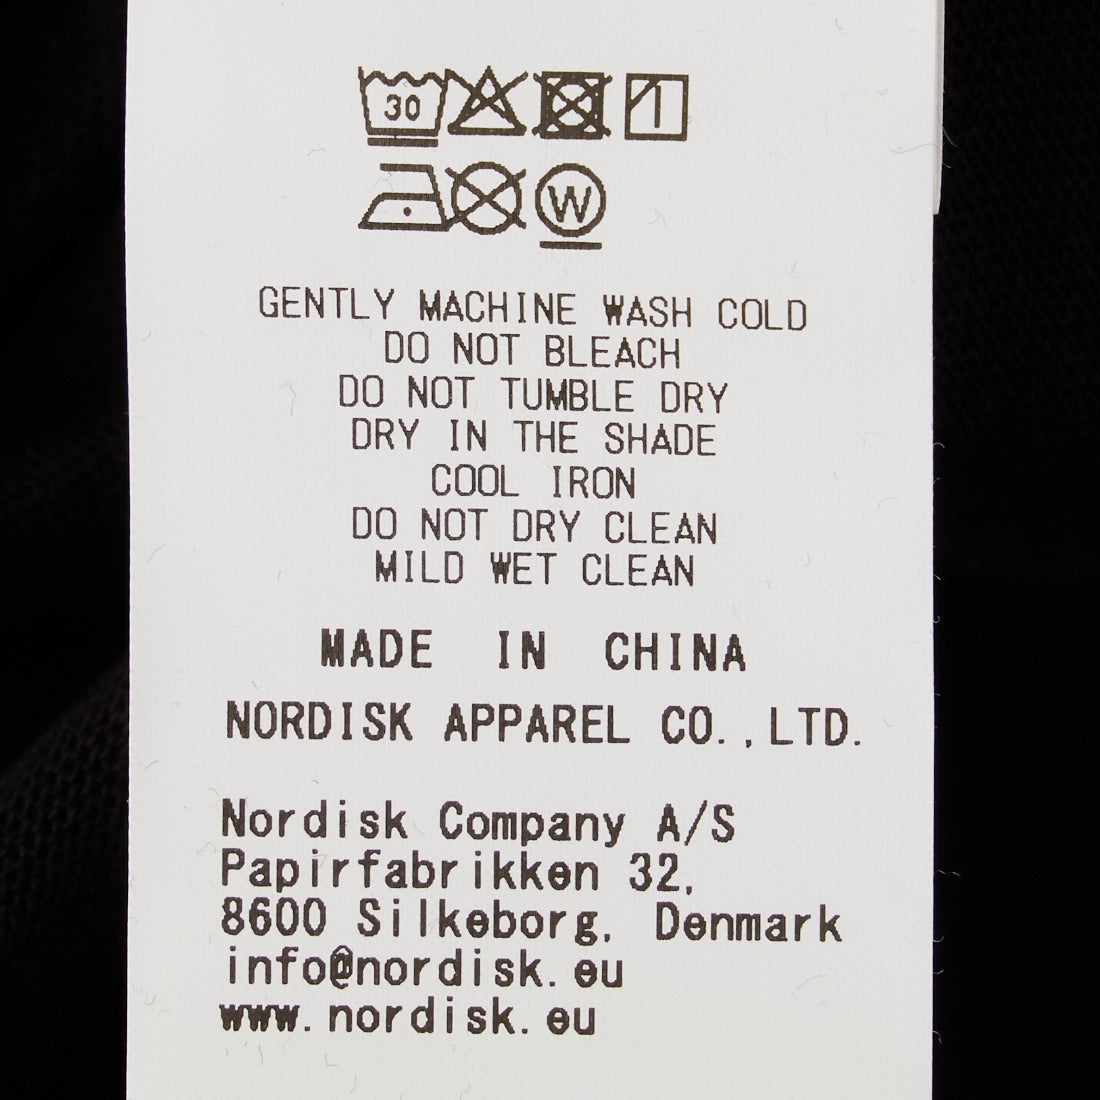 30
W
GENTLY MACHINE WASH COLD
DO NOT BLEACH
DO NOT TUMBLE DRY
DRY IN THE SHADE
COOL IRON
DO NOT DRY CLEAN
MILD WET CLEAN
MADE IN CHINA
NORDISK APPAREL CO.,LTD.
Nordisk Company A/S
Papirfabrikken 32,
8600 Silkeborg, Denmark
info@nordisk.eu
www.nordisk.eu